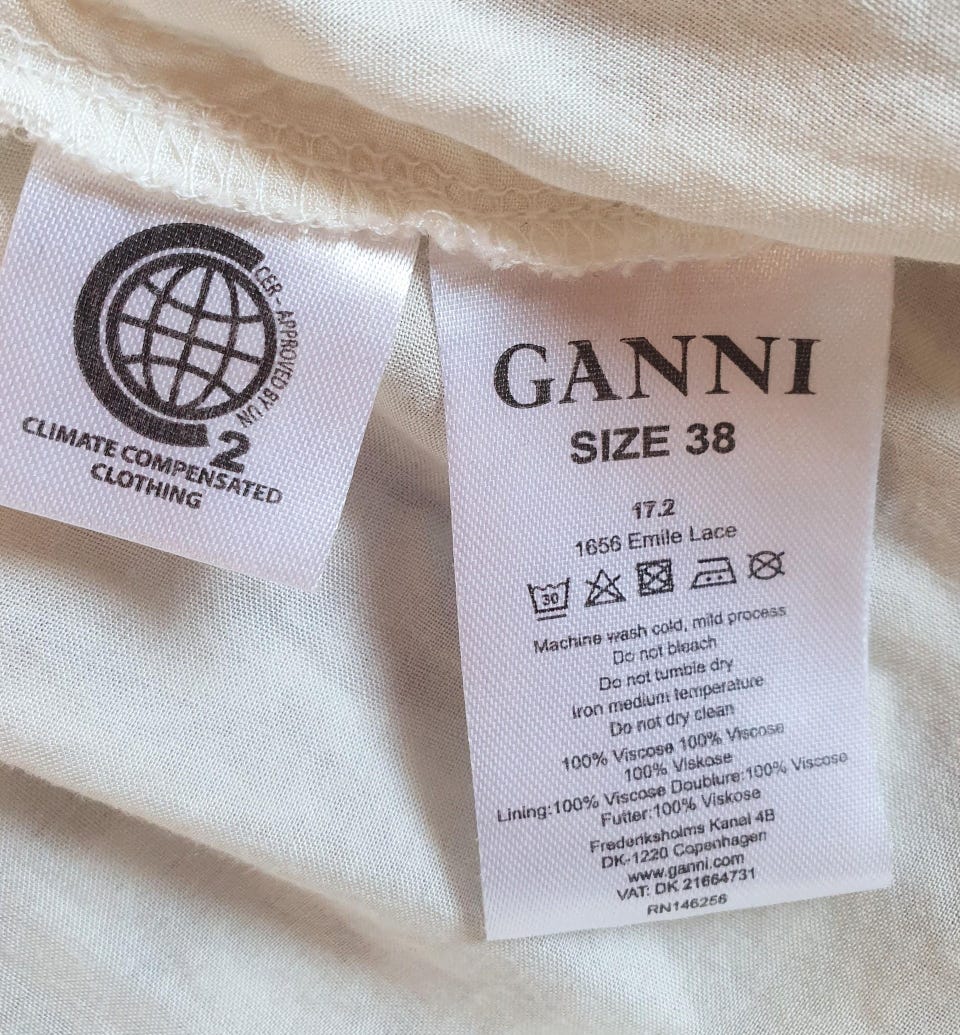 CER-APPROVED BY UN
2
CLIMATE COMPENSATED
CLOTHING
GANNI
SIZE 38
17.2
1656 Emile Lace
30
Machine wash cold, mild process
Do not bleach
Do not tumble dry
Iron medium temperature
Do not dry clean
100% Viscose 100% Viscose
100% Viskose
Lining:100% Viscose Doublure:100% Viscose
Futter:100% Viskose
Frederiksholms Kanal 4B
DK-1220 Copenhagen
www.ganni.com
VAT: DK 21664731
RN146256